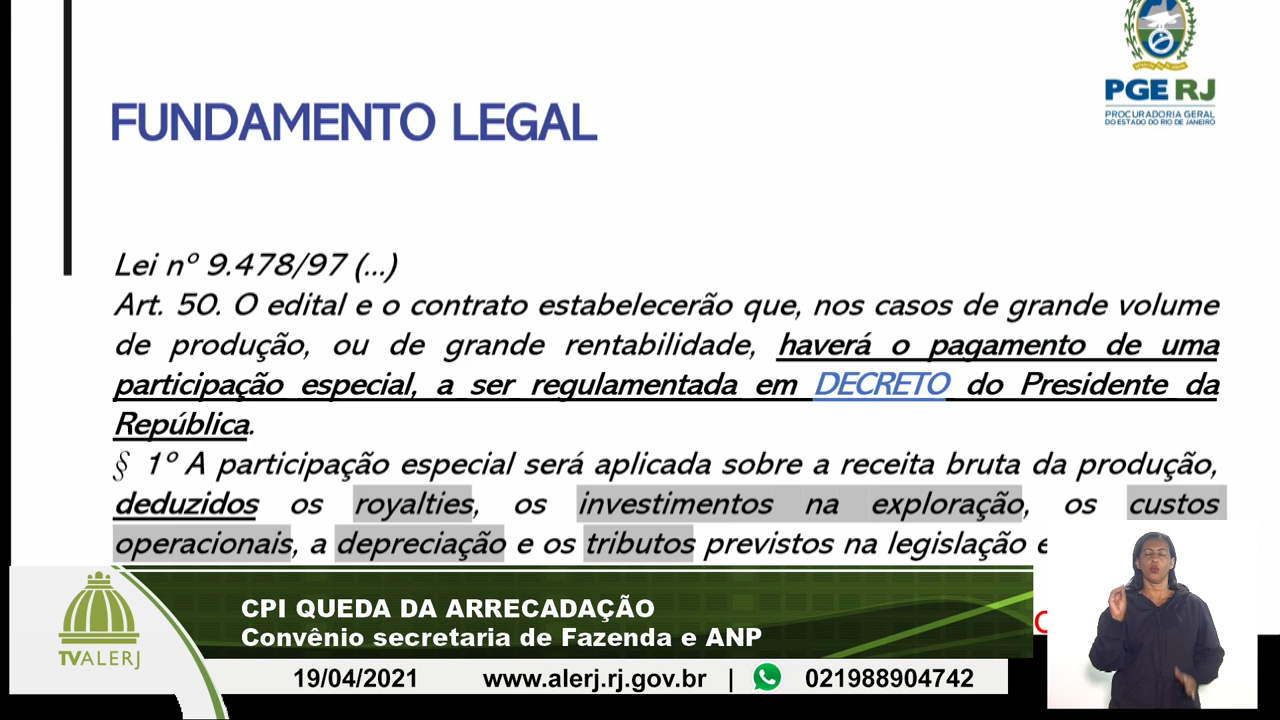 PGE RJ
PROCURADORIA GERAL
DO ESTADO DO RIO DE JANEIRO
FUNDAMENTO LEGAL
Lei nº 9.478/97 (...)
Art. 50. O edital e o contrato estabelecerão que, nos casos de grande volume
de produção, ou de grande rentabilidade, haverá o pagamento de uma
participação especial, a ser regulamentada em DECRETO do Presidente da
República.
§ 1º A participação especial será aplicada sobre a receita bruta da produção,
deduzidos os royalties, os investimentos na exploração, os custos
operacionais, a depreciação e os tributos previstos na legislação
CPI QUEDA DA ARRECADAÇÃO
Convênio secretaria de Fazenda e ANP
TVALERJ
19/04/2021 www.alerj.rj.gov.br | 021988904742